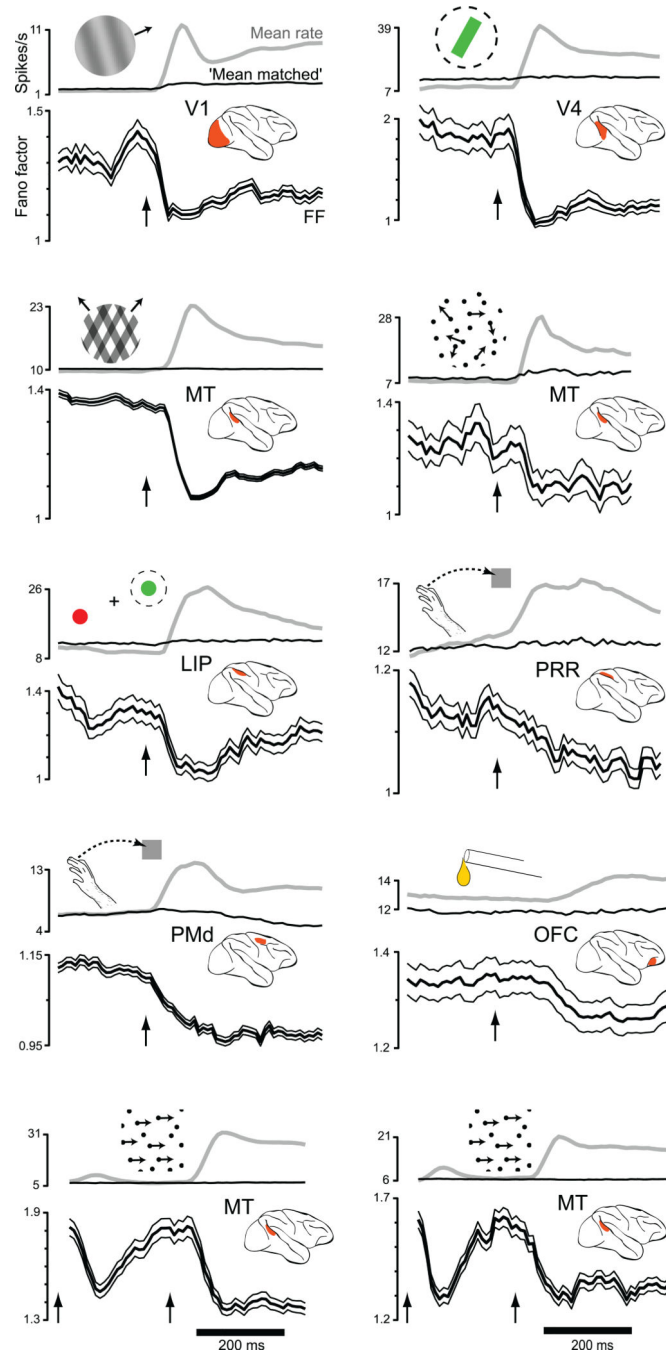 11
Mean rate
Spikes/s
'Mean matched'
1
V1
1.5
Fano factor
FF
1
39
7
V4
2
1
23
10
MT
1.4
1
28
7
MT
1.4
1
26
+
8
LIP
1.4
1
17
12
PRR
1.2
1
13
4
PMd
1.15
0.95
14
12
OFC
1.4
1.2
31
5
MT
1.9
1.3
200 ms
21
6
MT
1.7
1.2
200 ms